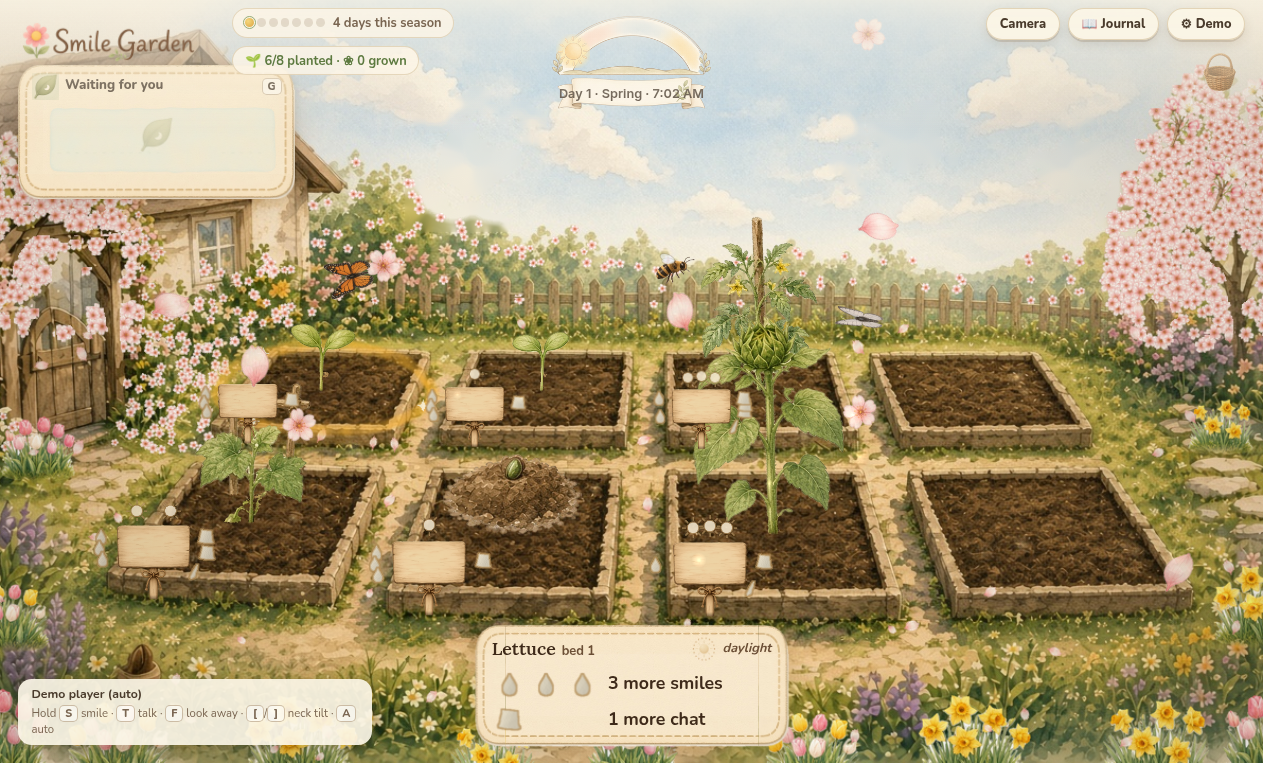 Smile Garden
4 days this season
🌱 6/8 planted · ❀ 0 grown
Waiting for you
G
Day 1 · Spring · 7:02 AM
Camera
📖 Journal
⚙ Demo
Lettuce bed 1
daylight
3 more smiles
1 more chat
Demo player (auto)
Hold S smile · T talk · F look away · [ / ] neck tilt · A
auto